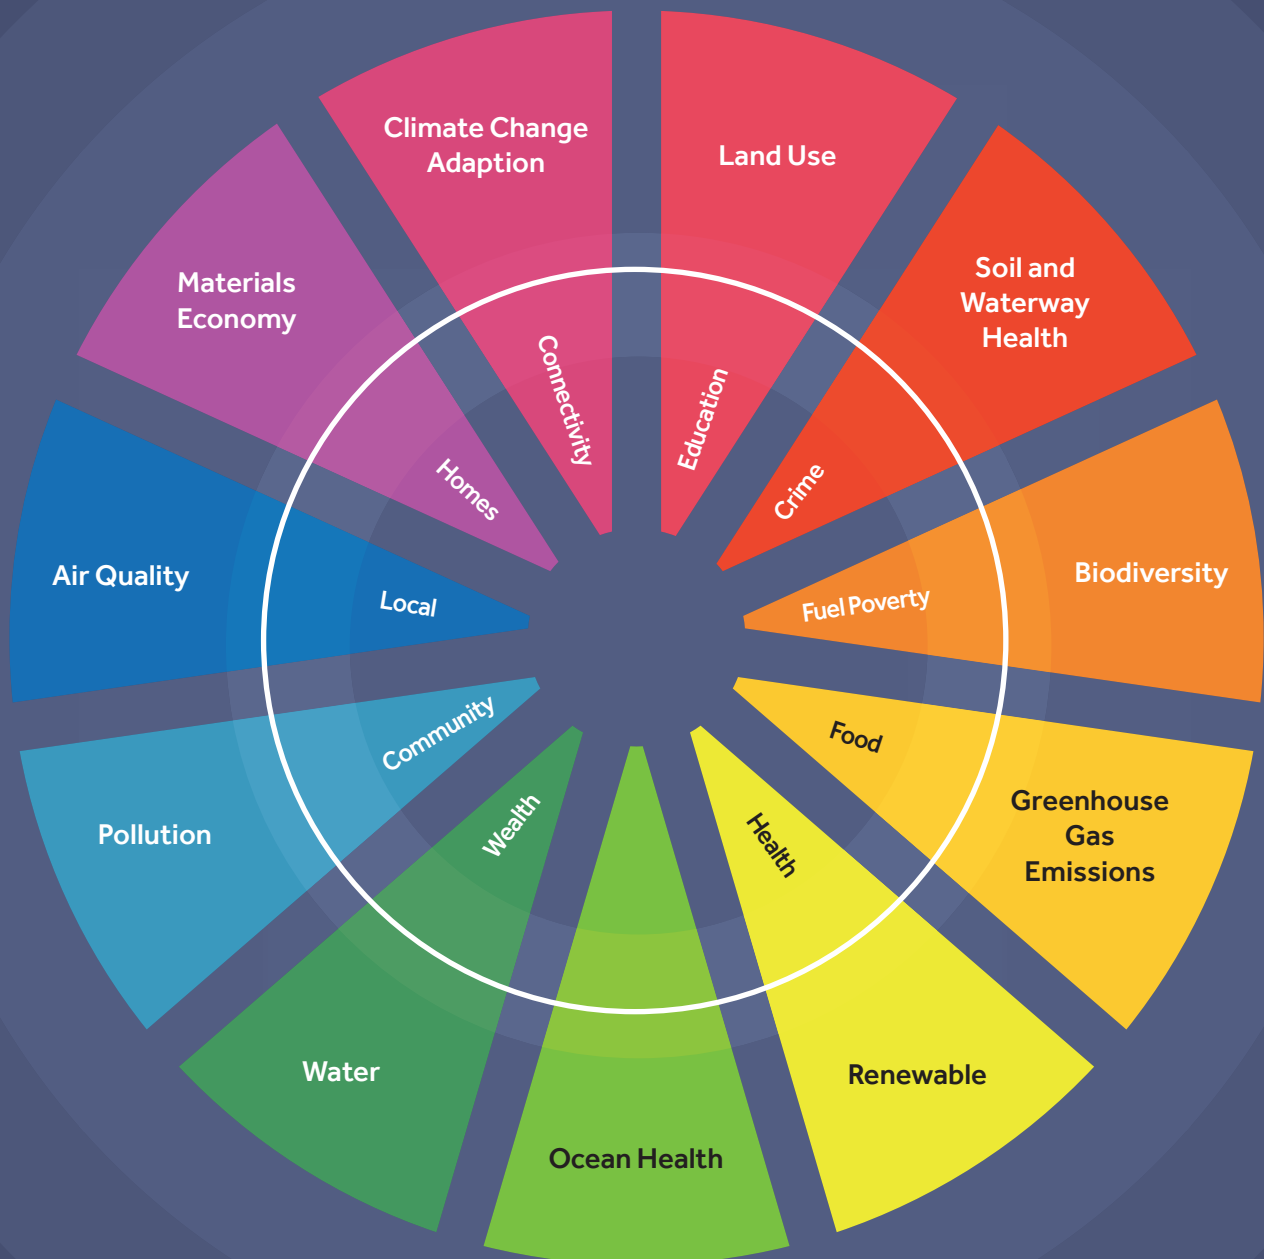 Climate Change
Adaption
Land Use
Soil and
Waterway
Health
Biodiversity
Greenhouse
Gas
Emissions
Renewable
Ocean Health
Water
Pollution
Air Quality
Materials
Economy
Connectivity
Education
Crime
Fuel Poverty
Food
Health
Wealth
Community
Local
Homes